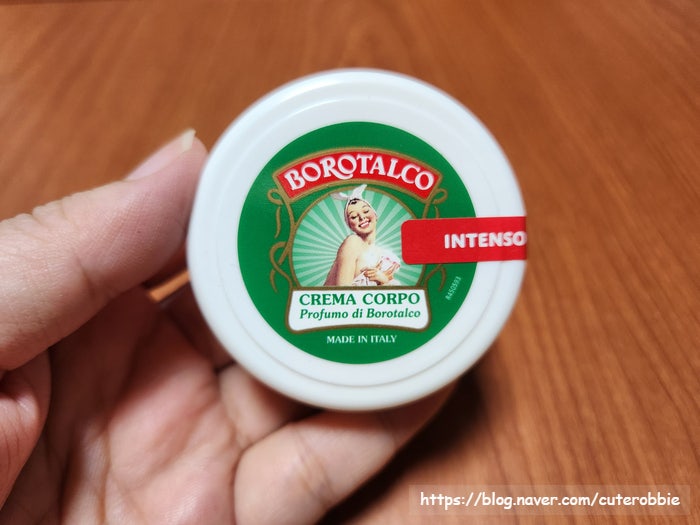 BOROTALCO
INTENSO
CREMA CORPO
Profumo di Borotalco
MADE IN ITALY
https://blog.naver.com/cuterobbie